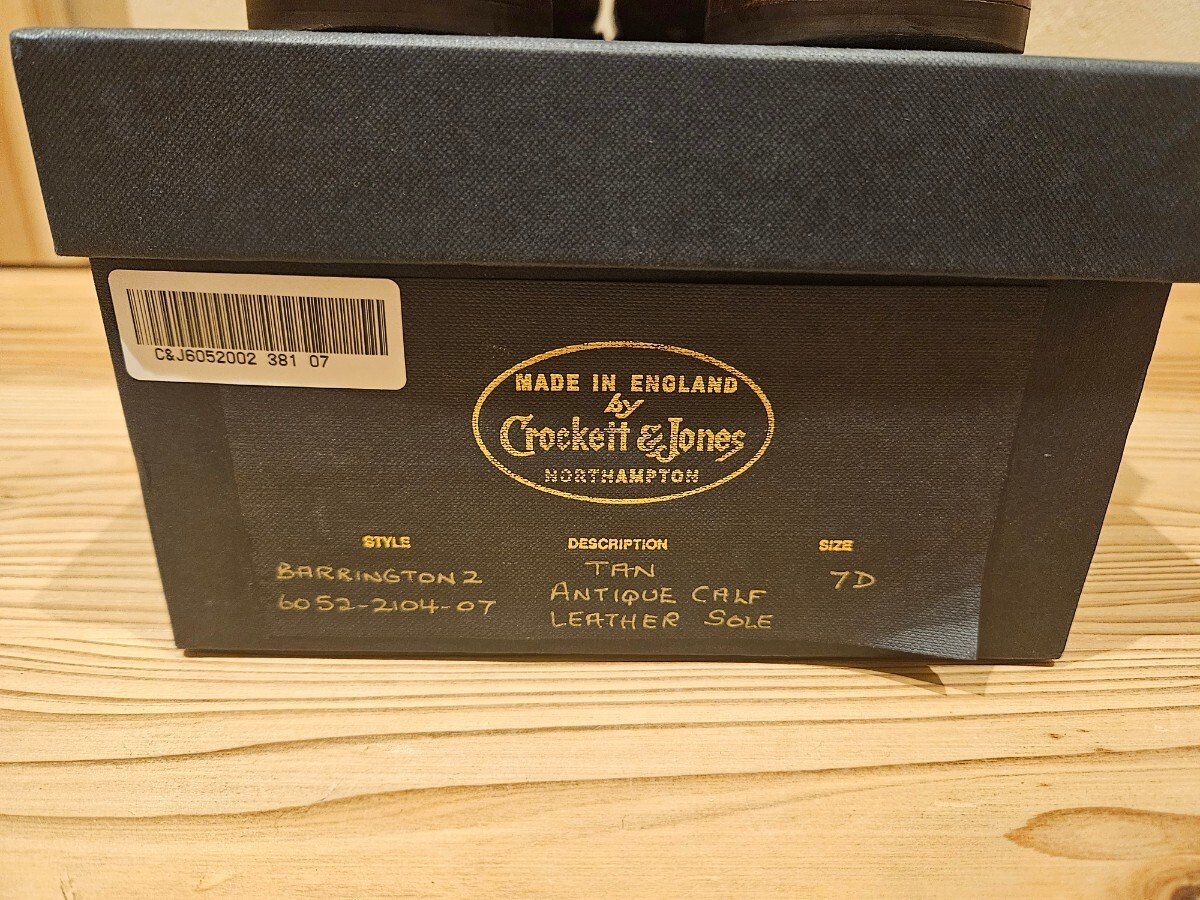 C&J6052002 381 07
MADE IN ENGLAND
by
Crockett & Jones
NORTHAMPTON
STYLE DESCRIPTION SIZE
BARRINGTON 2 TAN 7D
6052-2104-07 ANTIQUE CALF
LEATHER SOLE